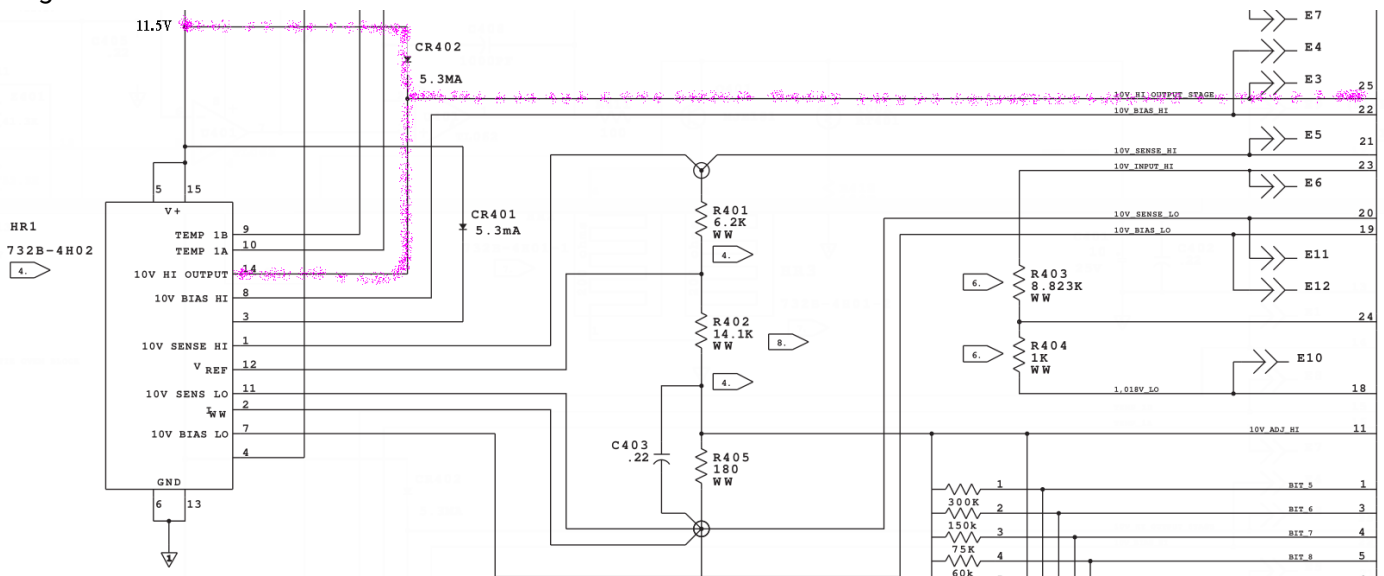 11.5V
E7
CR402
E4
5.3MA
E3
25
10V_HI_OUTPUT_STAGE
22
10V_BIAS_HI
E5
21
10V_SENSE_HI
23
10V_INPUT_HI
E6
5 15
V+
HR1
732B-4H02
4.
CR401
5.3mA
R401
6.2K
WW
4.
20
10V_SENSE_LO
19
10V_BIAS_LO
E11
E12
TEMP 1B 9
TEMP 1A 10
10V HI OUTPUT 14
10V BIAS HI 8
3
10V SENSE HI 1
V REF 12
10V SENS LO 11
I WW 2
10V BIAS LO 7
4
GND
6 13
1
6.
R403
8.823K
WW
24
R402
14.1K
WW
8.
4.
6.
R404
1K
WW
E10
1,018V_LO 18
10V_ADJ_HI 11
C403
.22
R405
180
WW
1 BIT_5 1
300K
2 BIT_6 3
150k
3 BIT_7 4
75K
4 BIT_8 5
60k